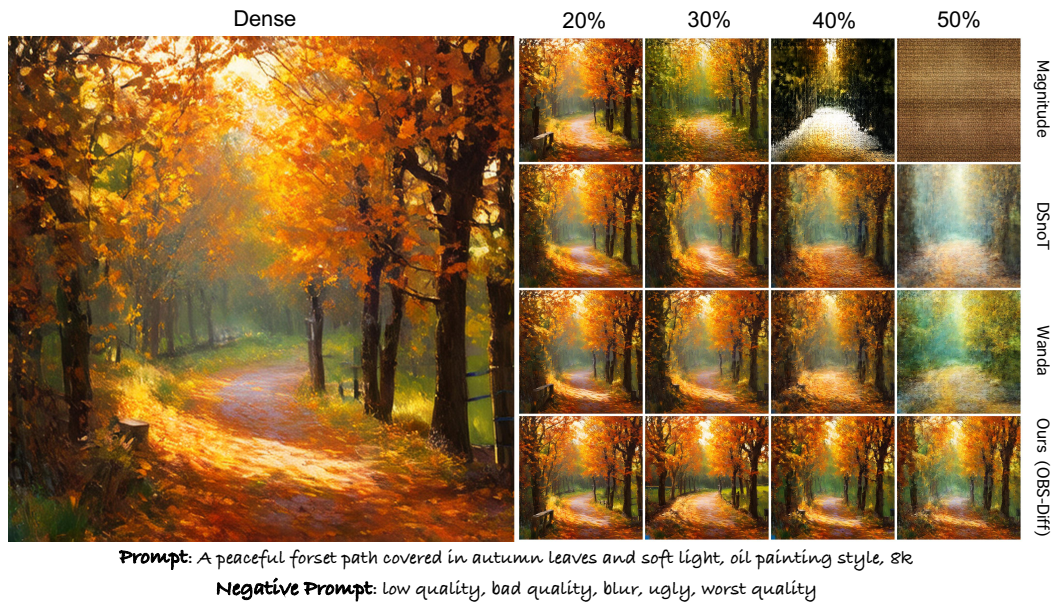 Dense 20% 30% 40% 50%
Magnitude
DSnoT
Wanda
Ours (OBS-Diff)
Prompt: A peaceful forset path covered in autumn leaves and soft light, oil painting style, 8k
Negative Prompt: low quality, bad quality, blur, ugly, worst quality